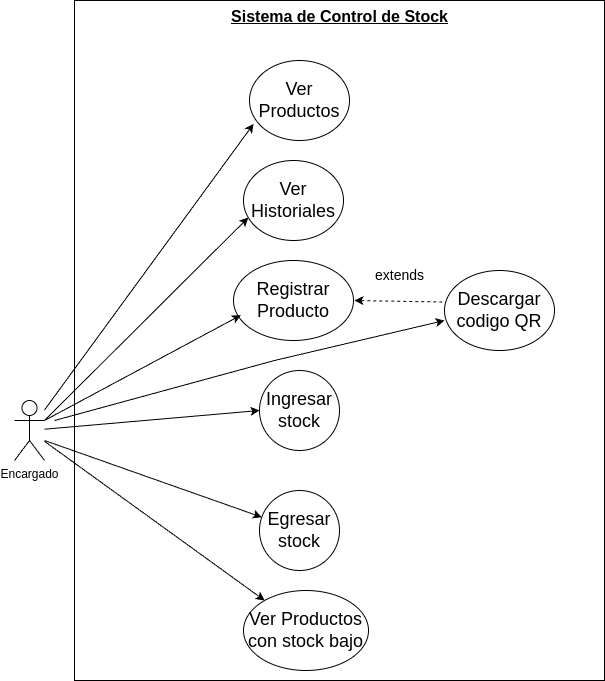 Sistema de Control de Stock
Ver
Productos
Ver
Historiales
Registrar
Producto
extends
Descargar
codigo QR
Ingresar
stock
Encargado
Egresar
stock
Ver Productos
con stock bajo